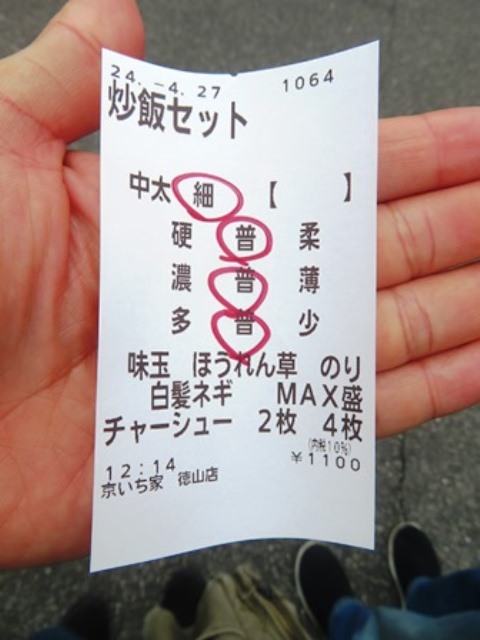 24.-4.27 1064
炒飯セット
中太 細 【 】
硬 普 柔
濃 普 薄
多 普 少
味玉 ほうれん草 のり
白髪ネギ MAX盛
チャーシュー 2枚 4枚
(内税10%)
12:14 ¥1100
京いち家 徳山店